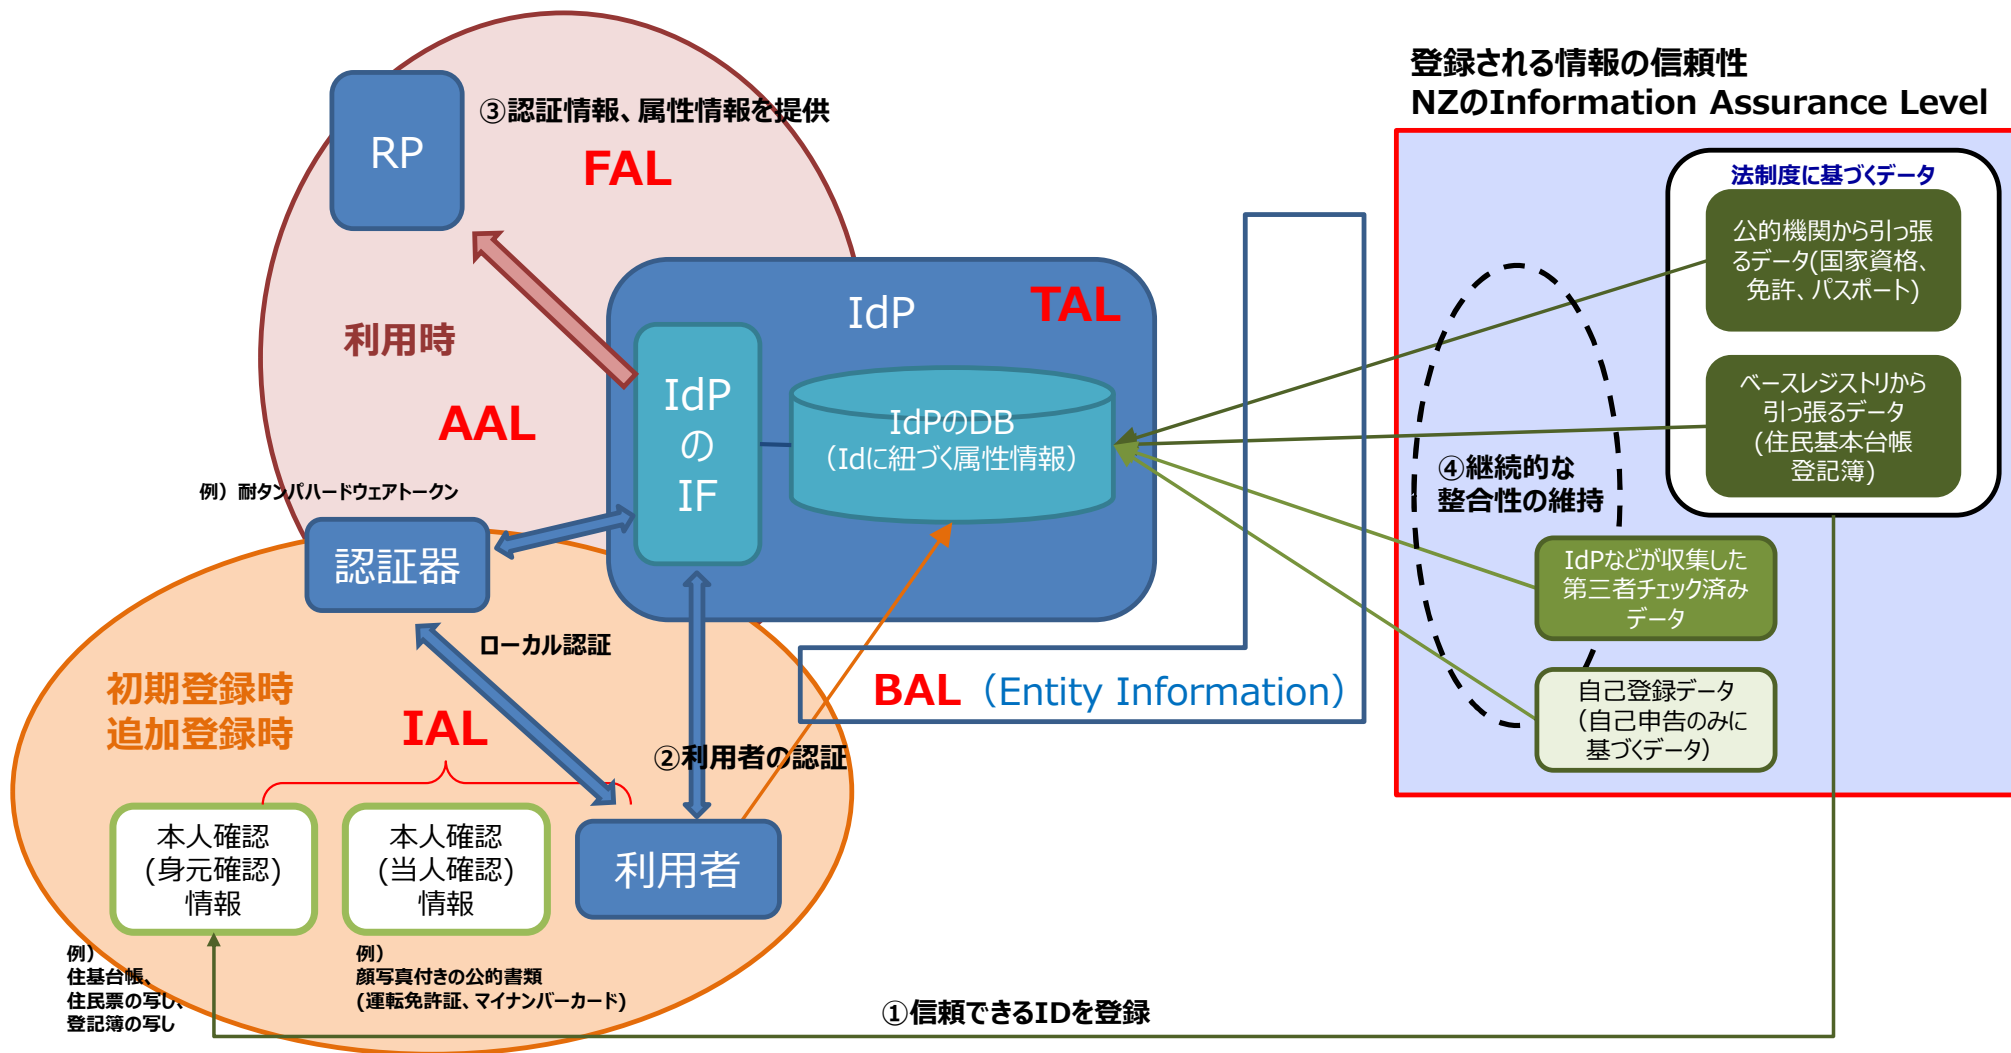 登録される情報の信頼性
NZのInformation Assurance Level
③認証情報、属性情報を提供
RP
FAL
法制度に基づくデータ
公的機関から引っ張
るデータ(国家資格、
免許、パスポート)
IdP
TAL
利用時
IdP
の
IF
ベースレジストリから
引っ張るデータ
(住民基本台帳
登記簿)
AAL
IdPのDB
（Idに紐づく属性情報）
④継続的な
整合性の維持
例）耐タンパハードウェアトークン
認証器
IdPなどが収集した
第三者チェック済み
データ
ローカル認証
初期登録時
追加登録時
BAL（Entity Information）
自己登録データ
（自己申告のみに
基づくデータ）
IAL
②利用者の認証
本人確認
(身元確認)
情報
本人確認
(当人確認)
情報
利用者
例）
住基台帳、
住民票の写し、
登記簿の写し
例）
顔写真付きの公的書類
(運転免許証、マイナンバーカード)
①信頼できるIDを登録